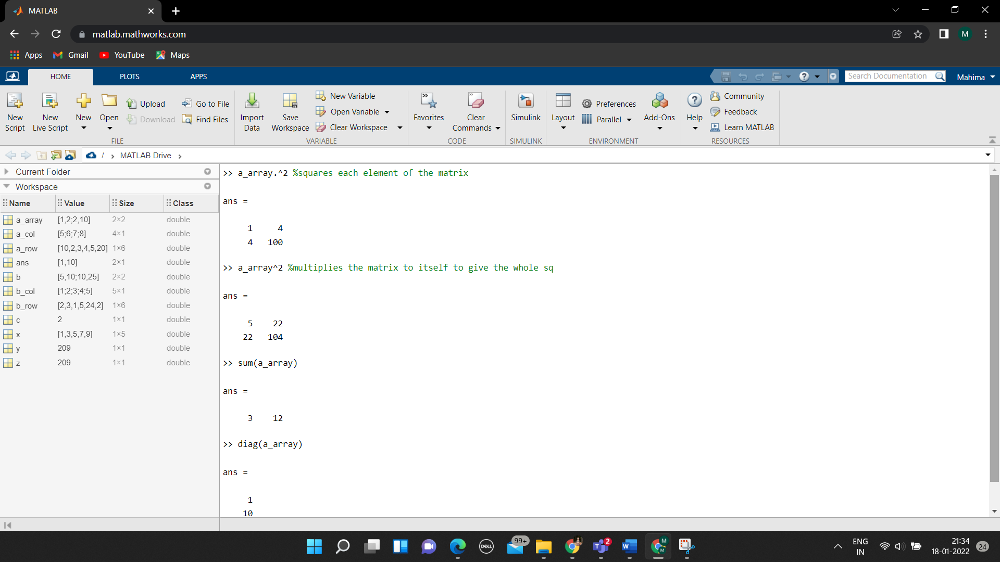 MATLAB
matlab.mathworks.com
M
Apps Gmail YouTube Maps
HOME PLOTS APPS
Search Documentation
Mahima
New Script
New Live Script
New
Open
Upload
Download
Go to File
Find Files
FILE
Import Data
Save Workspace
New Variable
Open Variable
Clear Workspace
VARIABLE
Favorites
Clear Commands
CODE
Simulink
SIMULINK
Layout
Preferences
Parallel
Add-Ons
ENVIRONMENT
Help
Community
Feedback
Learn MATLAB
RESOURCES
/ > MATLAB Drive >
Current Folder
Workspace
Name Value Size Class
a_array [1,2;2,10] 2×2 double
a_col [5;6;7;8] 4×1 double
a_row [10,2,3,4,5,20] 1×6 double
ans [1;10] 2×1 double
b [5,10;10,25] 2×2 double
b_col [1;2;3;4;5] 5×1 double
b_row [2,3,1,5,24,2] 1×6 double
c 2 1×1 double
x [1,3,5,7,9] 1×5 double
y 209 1×1 double
z 209 1×1 double
>> a_array.^2 %squares each element of the matrix
ans =
1 4
4 100
>> a_array^2 %multiplies the matrix to itself to give the whole sq
ans =
5 22
22 104
>> sum(a_array)
ans =
3 12
>> diag(a_array)
ans =
1
10
DELL
99+
T
2
W
M
M
ENG
IN
21:34
18-01-2022
24